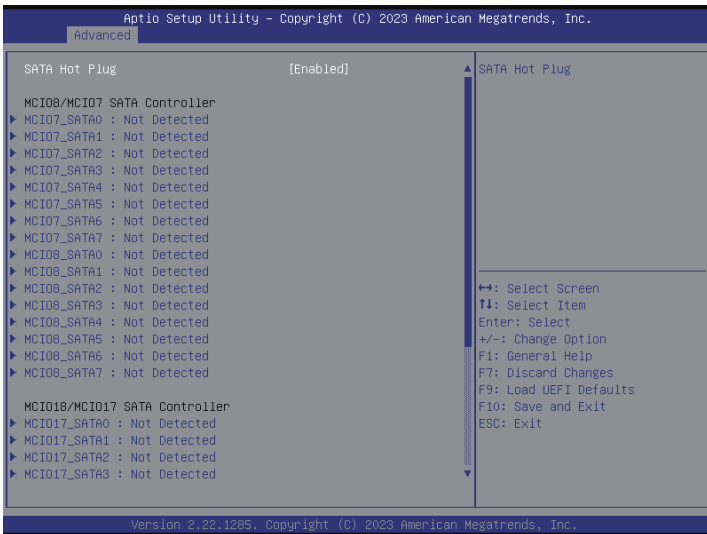 Aptio Setup Utility – Copyright (C) 2023 American Megatrends, Inc.
Advanced
SATA Hot Plug [Enabled]
MCIO8/MCIO7 SATA Controller
MCIO7_SATA0 : Not Detected
MCIO7_SATA1 : Not Detected
MCIO7_SATA2 : Not Detected
MCIO7_SATA3 : Not Detected
MCIO7_SATA4 : Not Detected
MCIO7_SATA5 : Not Detected
MCIO7_SATA6 : Not Detected
MCIO7_SATA7 : Not Detected
MCIO8_SATA0 : Not Detected
MCIO8_SATA1 : Not Detected
MCIO8_SATA2 : Not Detected
MCIO8_SATA3 : Not Detected
MCIO8_SATA4 : Not Detected
MCIO8_SATA5 : Not Detected
MCIO8_SATA6 : Not Detected
MCIO8_SATA7 : Not Detected
MCIO18/MCIO17 SATA Controller
MCIO17_SATA0 : Not Detected
MCIO17_SATA1 : Not Detected
MCIO17_SATA2 : Not Detected
MCIO17_SATA3 : Not Detected
SATA Hot Plug
↔: Select Screen
↑↓: Select Item
Enter: Select
+/-: Change Option
F1: General Help
F7: Discard Changes
F9: Load UEFI Defaults
F10: Save and Exit
ESC: Exit
Version 2.22.1285. Copyright (C) 2023 American Megatrends, Inc.